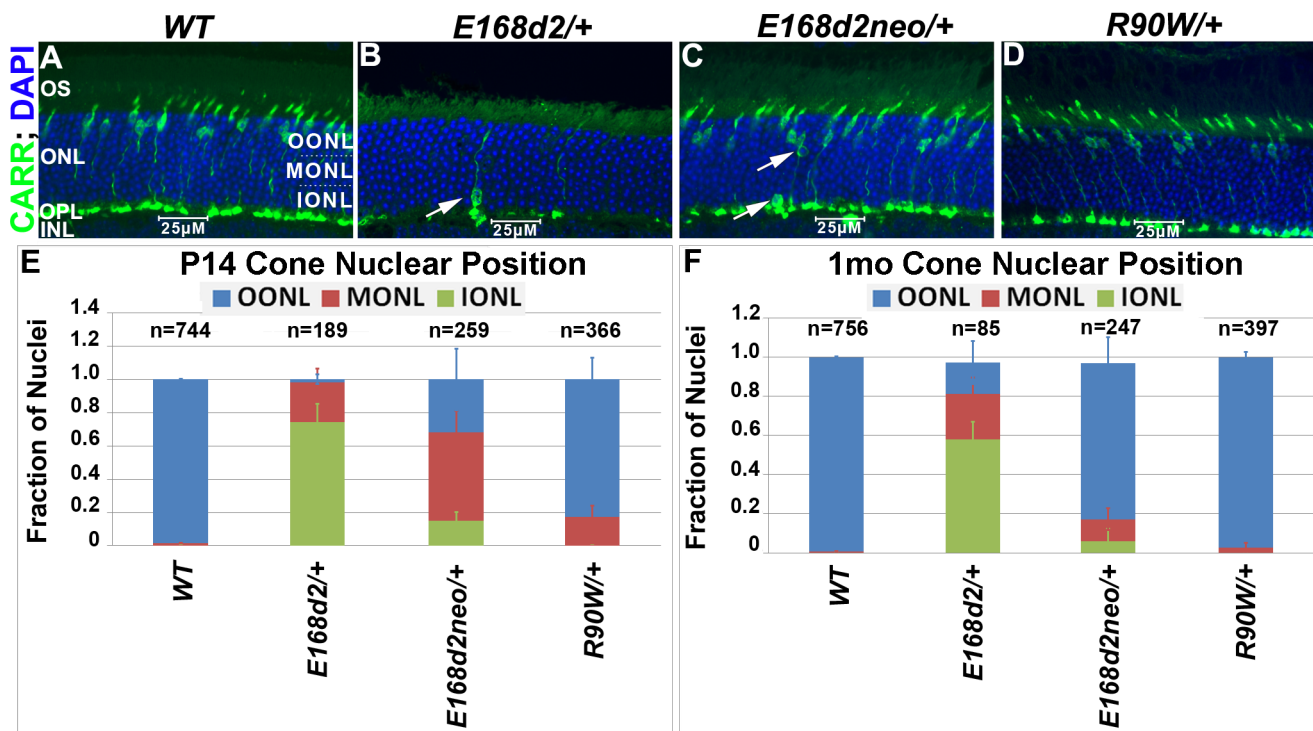 WT E168d2/+ E168d2neo/+ R90W/+
CARR; DAPI
A B C D
OS
ONL
OPL
INL
OONL
MONL
IONL
25µM 25µM 25µM 25µM
E P14 Cone Nuclear Position
OONL MONL IONL
n=744 n=189 n=259 n=366
Fraction of Nuclei
1.4
1.2
1.0
0.8
0.6
0.4
0.2
0
WT E168d2/+ E168d2neo/+ R90W/+
F 1mo Cone Nuclear Position
OONL MONL IONL
n=756 n=85 n=247 n=397
Fraction of Nuclei
1.2
1.0
0.8
0.6
0.4
0.2
0
WT E168d2/+ E168d2neo/+ R90W/+